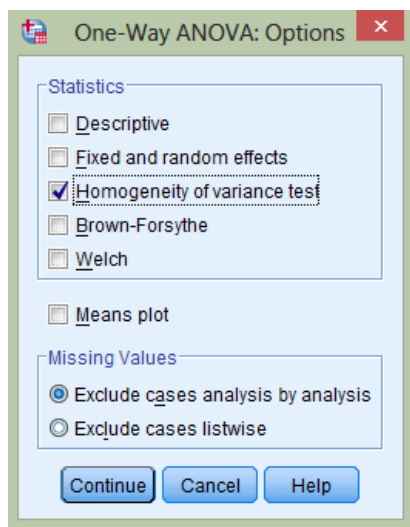 One-Way ANOVA: Options
Statistics
Descriptive
Fixed and random effects
Homogeneity of variance test
Brown-Forsythe
Welch
Means plot
Missing Values
Exclude cases analysis by analysis
Exclude cases listwise
Continue Cancel Help